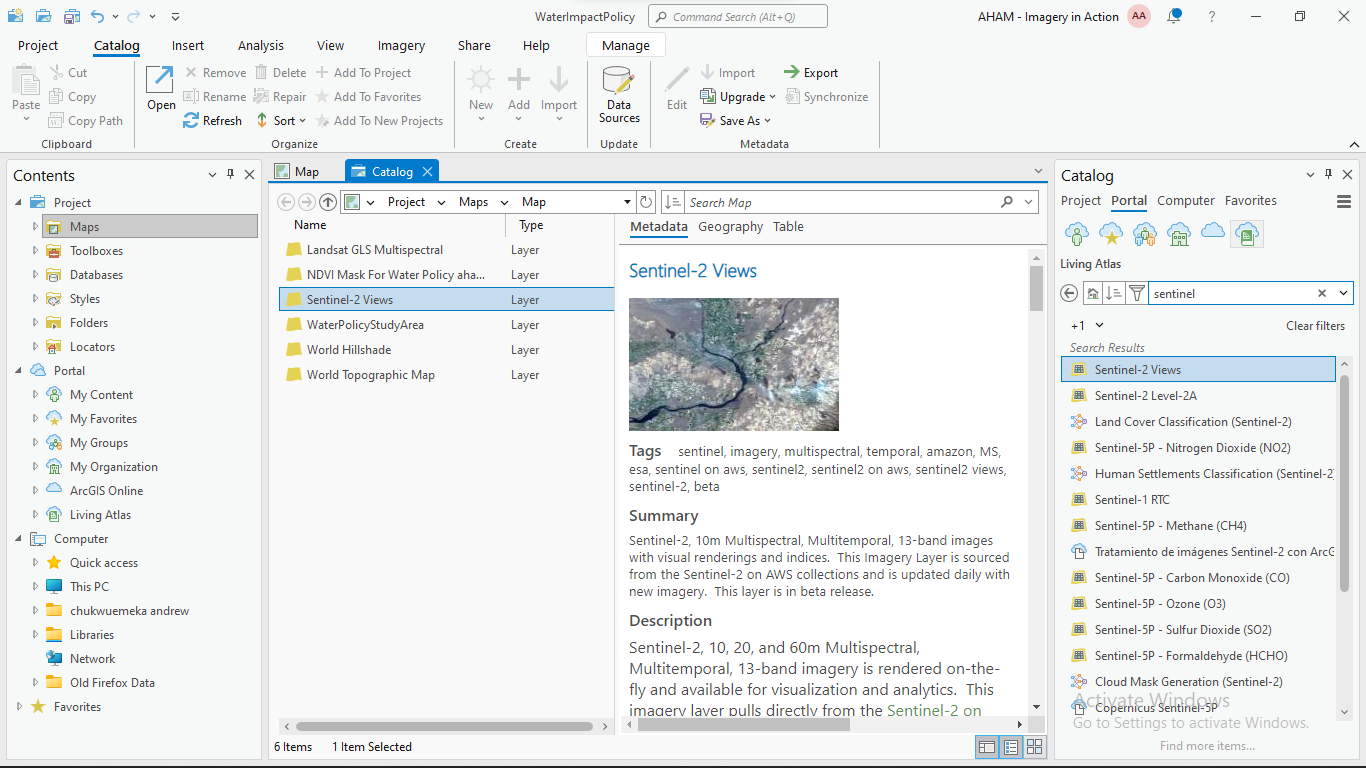 WaterImpactPolicy
Command Search (Alt+Q)
AHAM - Imagery in Action
AA
?
Project
Catalog
Insert
Analysis
View
Imagery
Share
Help
Manage
Paste
Cut
Copy
Copy Path
Clipboard
Open
Remove
Rename
Refresh
Delete
Repair
Sort
Add To Project
Add To Favorites
Add To New Projects
Organize
New
Add
Import
Create
Data
Sources
Update
Edit
Import
Upgrade
Save As
Export
Synchronize
Metadata
Contents
Project
Maps
Toolboxes
Databases
Styles
Folders
Locators
Portal
My Content
My Favorites
My Groups
My Organization
ArcGIS Online
Living Atlas
Computer
Quick access
This PC
chukwuemeka andrew
Libraries
Network
Old Firefox Data
Favorites
Map
Catalog
Project
Maps
Map
Search Map
Name
Type
Landsat GLS Multispectral
Layer
NDVI Mask For Water Policy aha...
Layer
Sentinel-2 Views
Layer
WaterPolicyStudyArea
Layer
World Hillshade
Layer
World Topographic Map
Layer
6 Items
1 Item Selected
Metadata
Geography
Table
Sentinel-2 Views
Tags sentinel, imagery, multispectral, temporal, amazon, MS,
esa, sentinel on aws, sentinel2, sentinel2 on aws, sentinel2 views,
sentinel-2, beta
Summary
Sentinel-2, 10m Multispectral, Multitemporal, 13-band images
with visual renderings and indices. This Imagery Layer is sourced
from the Sentinel-2 on AWS collections and is updated daily with
new imagery. This layer is in beta release.
Description
Sentinel-2, 10, 20, and 60m Multispectral,
Multitemporal, 13-band imagery is rendered on-the-
fly and available for visualization and analytics. This
imagery layer pulls directly from the Sentinel-2 on
Catalog
Project
Portal
Computer
Favorites
Living Atlas
sentinel
+1
Clear filters
Search Results
Sentinel-2 Views
Sentinel-2 Level-2A
Land Cover Classification (Sentinel-2)
Sentinel-5P - Nitrogen Dioxide (NO2)
Human Settlements Classification (Sentinel-2)
Sentinel-1 RTC
Sentinel-5P - Methane (CH4)
Tratamiento de imágenes Sentinel-2 con ArcG
Sentinel-5P - Carbon Monoxide (CO)
Sentinel-5P - Ozone (O3)
Sentinel-5P - Sulfur Dioxide (SO2)
Sentinel-5P - Formaldehyde (HCHO)
Cloud Mask Generation (Sentinel-2)
Copernicus Sentinel-5P
Activate Windows
Go to Settings to activate Windows.
Find more items...